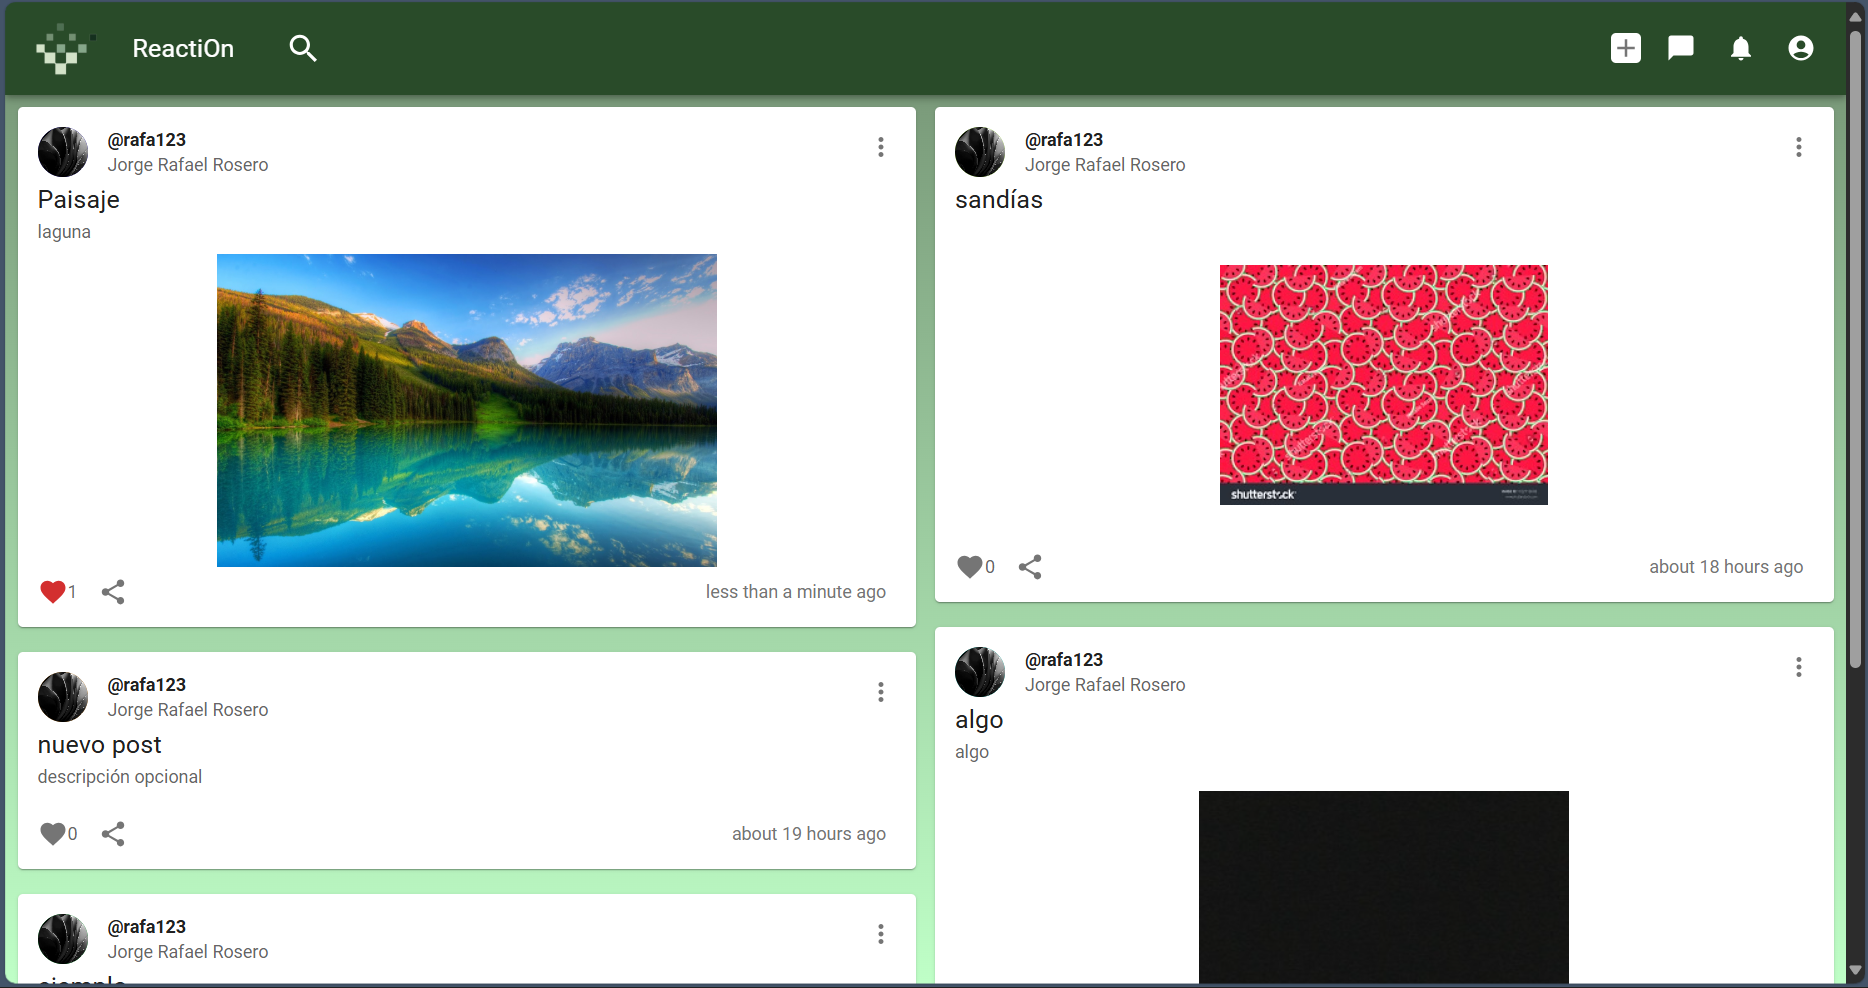 ReactiOn
@rafa123
Jorge Rafael Rosero
Paisaje
laguna
1
less than a minute ago
@rafa123
Jorge Rafael Rosero
sandías
shutterstock
0
about 18 hours ago
@rafa123
Jorge Rafael Rosero
nuevo post
descripción opcional
0
about 19 hours ago
@rafa123
Jorge Rafael Rosero
algo
algo
@rafa123
Jorge Rafael Rosero
ejemplo